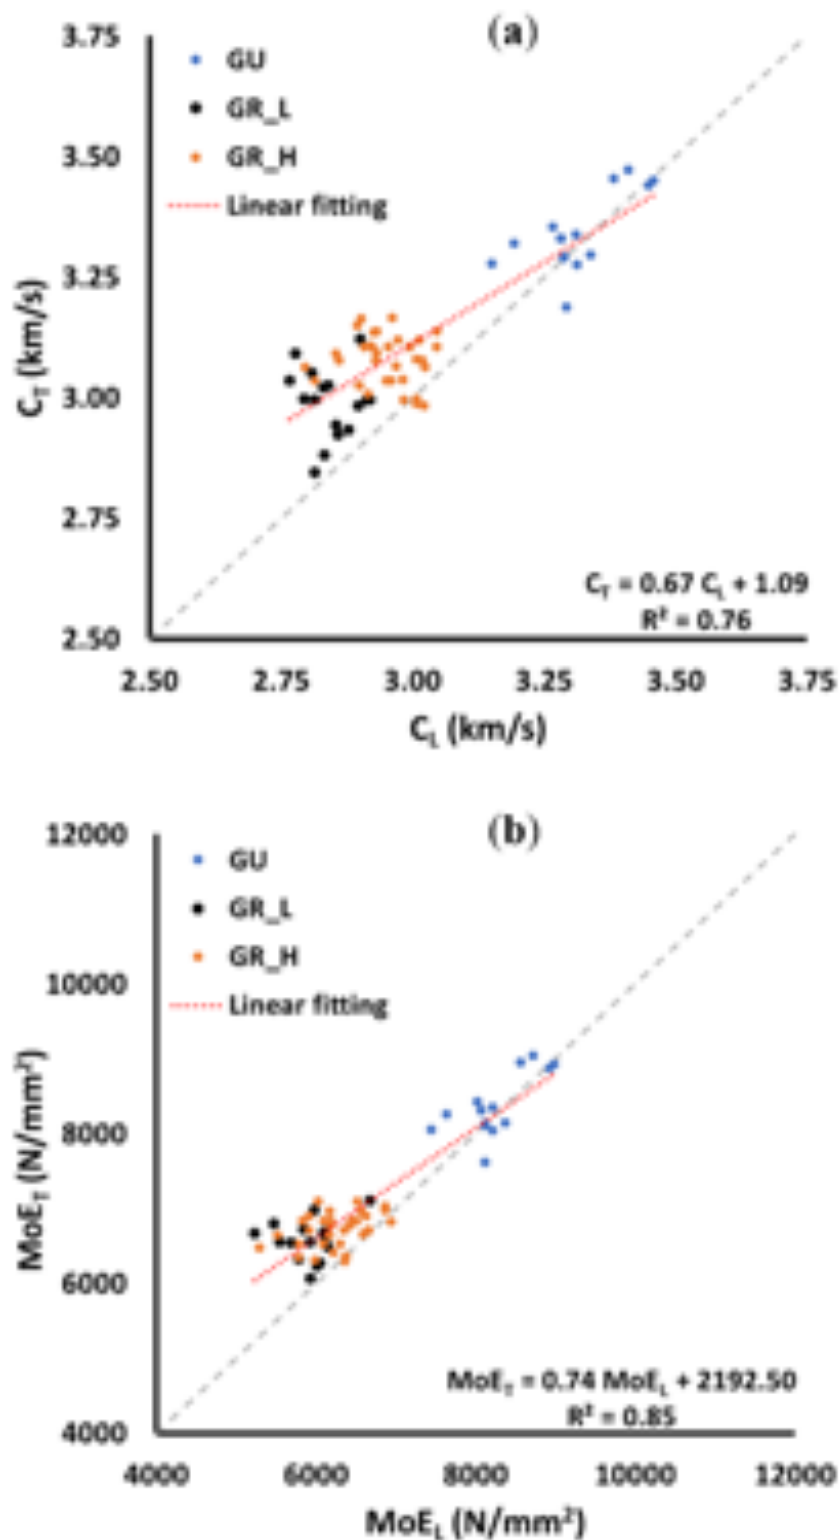 (a)
3.75
3.50
3.25
3.00
2.75
2.50
GU
GR_L
GR_H
Linear fitting
C_T (km/s)
C_T = 0.67 C_L + 1.09
R² = 0.76
2.50 2.75 3.00 3.25 3.50 3.75
C_L (km/s)
(b)
12000
10000
8000
6000
4000
GU
GR_L
GR_H
Linear fitting
MoE_T (N/mm²)
MoE_T = 0.74 MoE_L + 2192.50
R² = 0.85
4000 6000 8000 10000 12000
MoE_L (N/mm²)